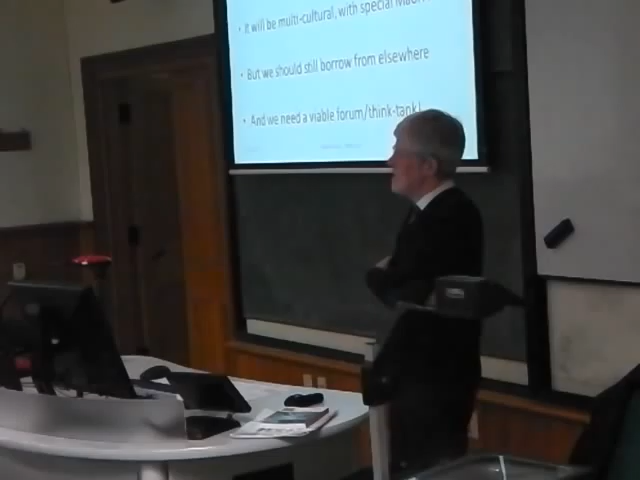 • it will be multi-cultural, with special
• But we should still borrow from elsewhere
• And we need a viable forum/think-tank!